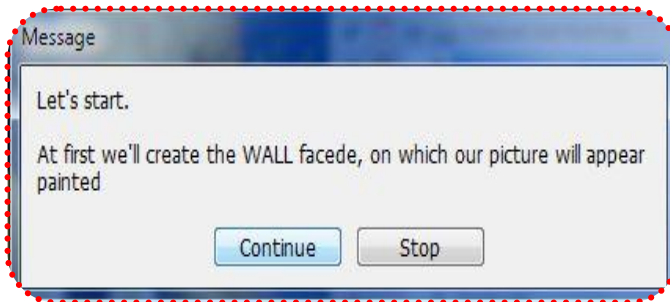 Message
Let's start.
At first we'll create the WALL facede, on which our picture will appear
painted
Continue
Stop